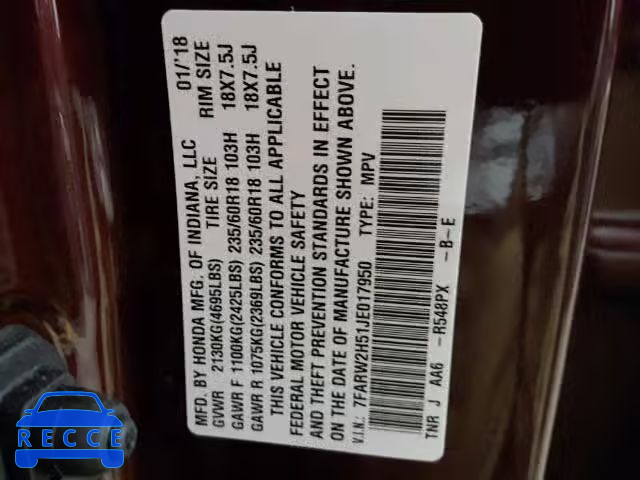 MFD. BY HONDA MFG. OF INDIANA, LLC 01/'18
GVWR 2130KG(4695LBS) TIRE SIZE RIM SIZE
GAWR F 1100KG(2425LBS) 235/60R18 103H 18X7.5J
GAWR R 1075KG(2369LBS) 235/60R18 103H 18X7.5J
THIS VEHICLE CONFORMS TO ALL APPLICABLE
FEDERAL MOTOR VEHICLE SAFETY
AND THEFT PREVENTION STANDARDS IN EFFECT
ON THE DATE OF MANUFACTURE SHOWN ABOVE.
V.I.N.: 7FARW2H51JE017950 TYPE: MPV
TNR J AA6 -R548PX -B-E
RECCE